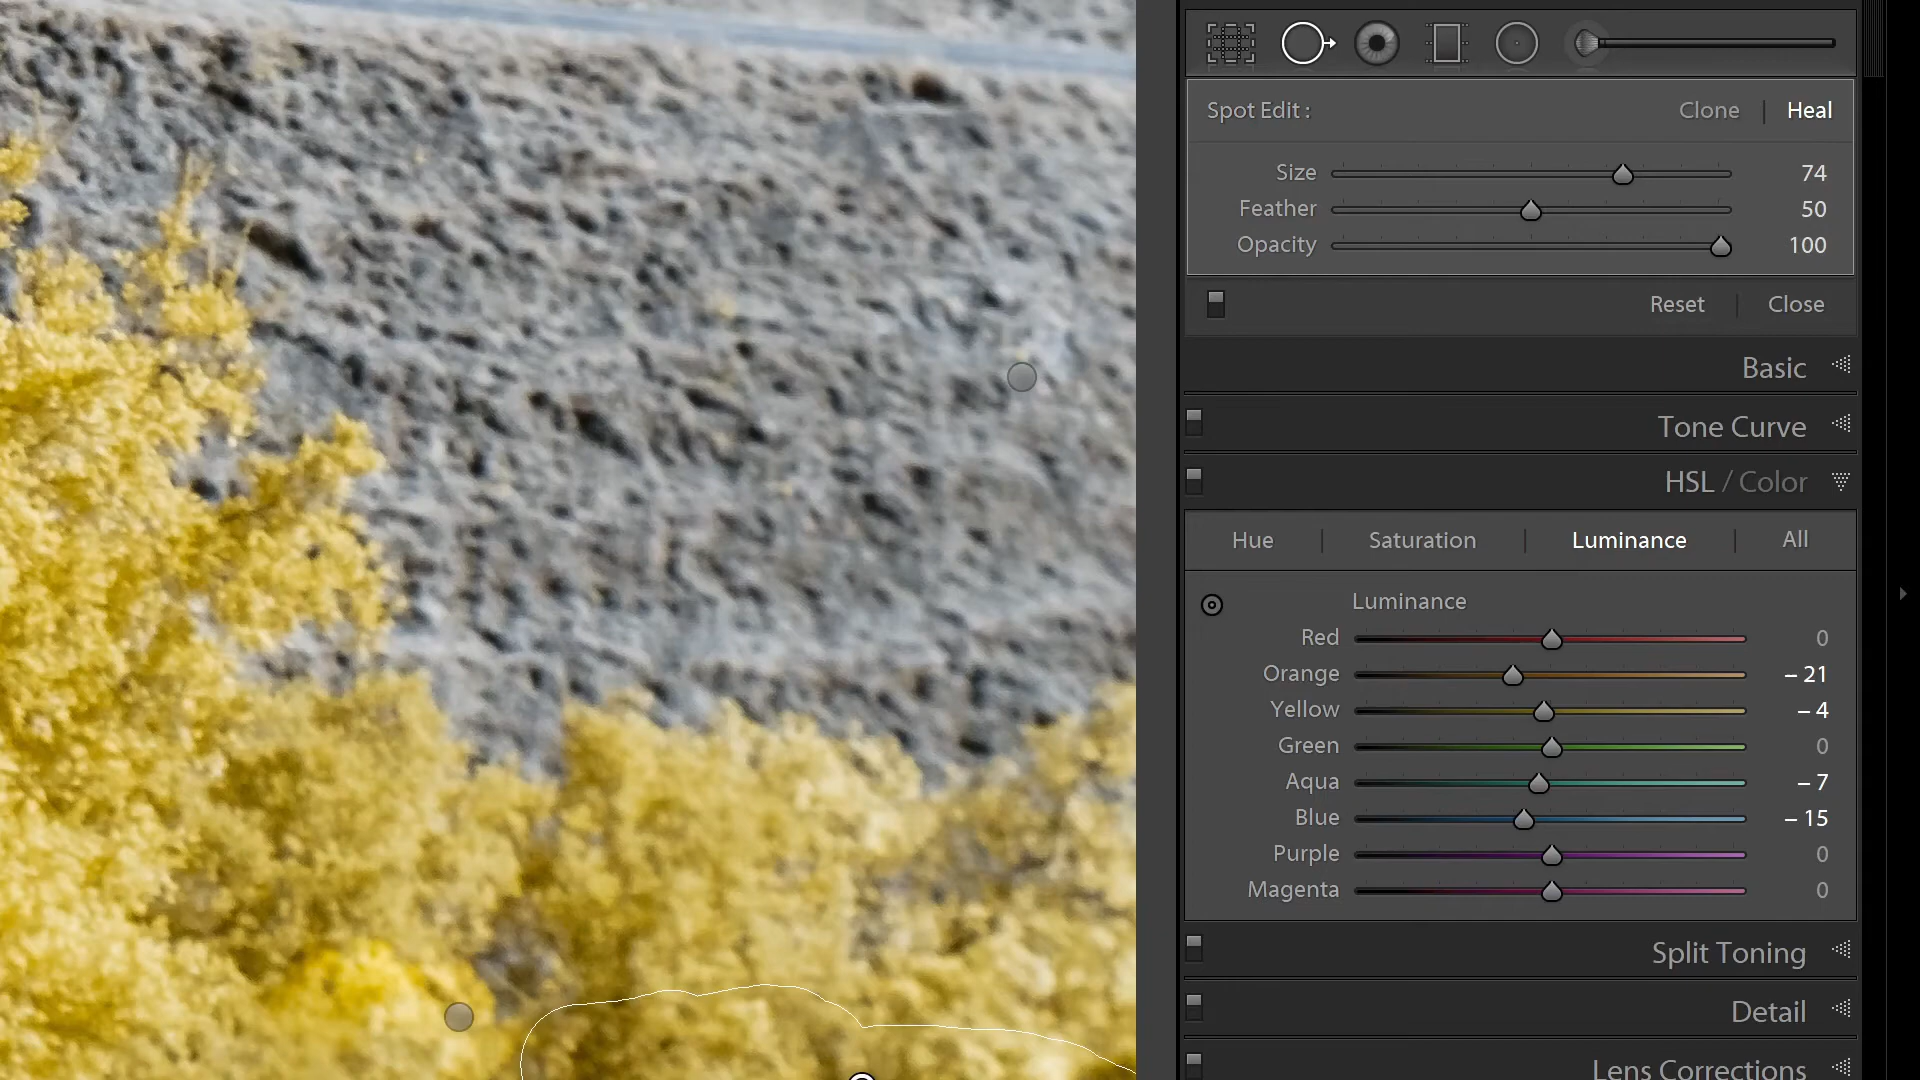 Spot Edit : Clone | Heal
Size 74
Feather 50
Opacity 100
Reset | Close
Basic
Tone Curve
HSL / Color
Hue | Saturation | Luminance | All
Luminance
Red 0
Orange – 21
Yellow – 4
Green 0
Aqua – 7
Blue – 15
Purple 0
Magenta 0
Split Toning
Detail
Lens Corrections